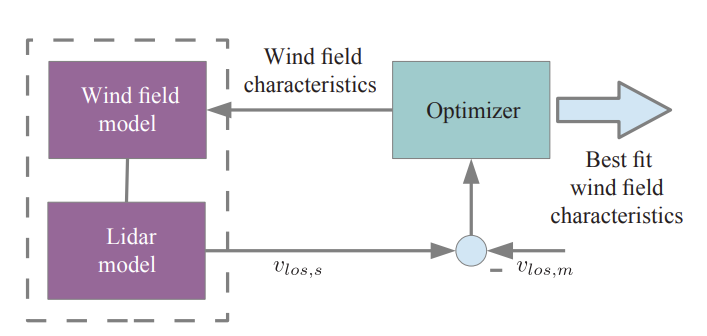 Wind field
characteristics
Wind field
model
Optimizer
Best fit
wind field
characteristics
Lidar
model
v_{los,s}
v_{los,m}